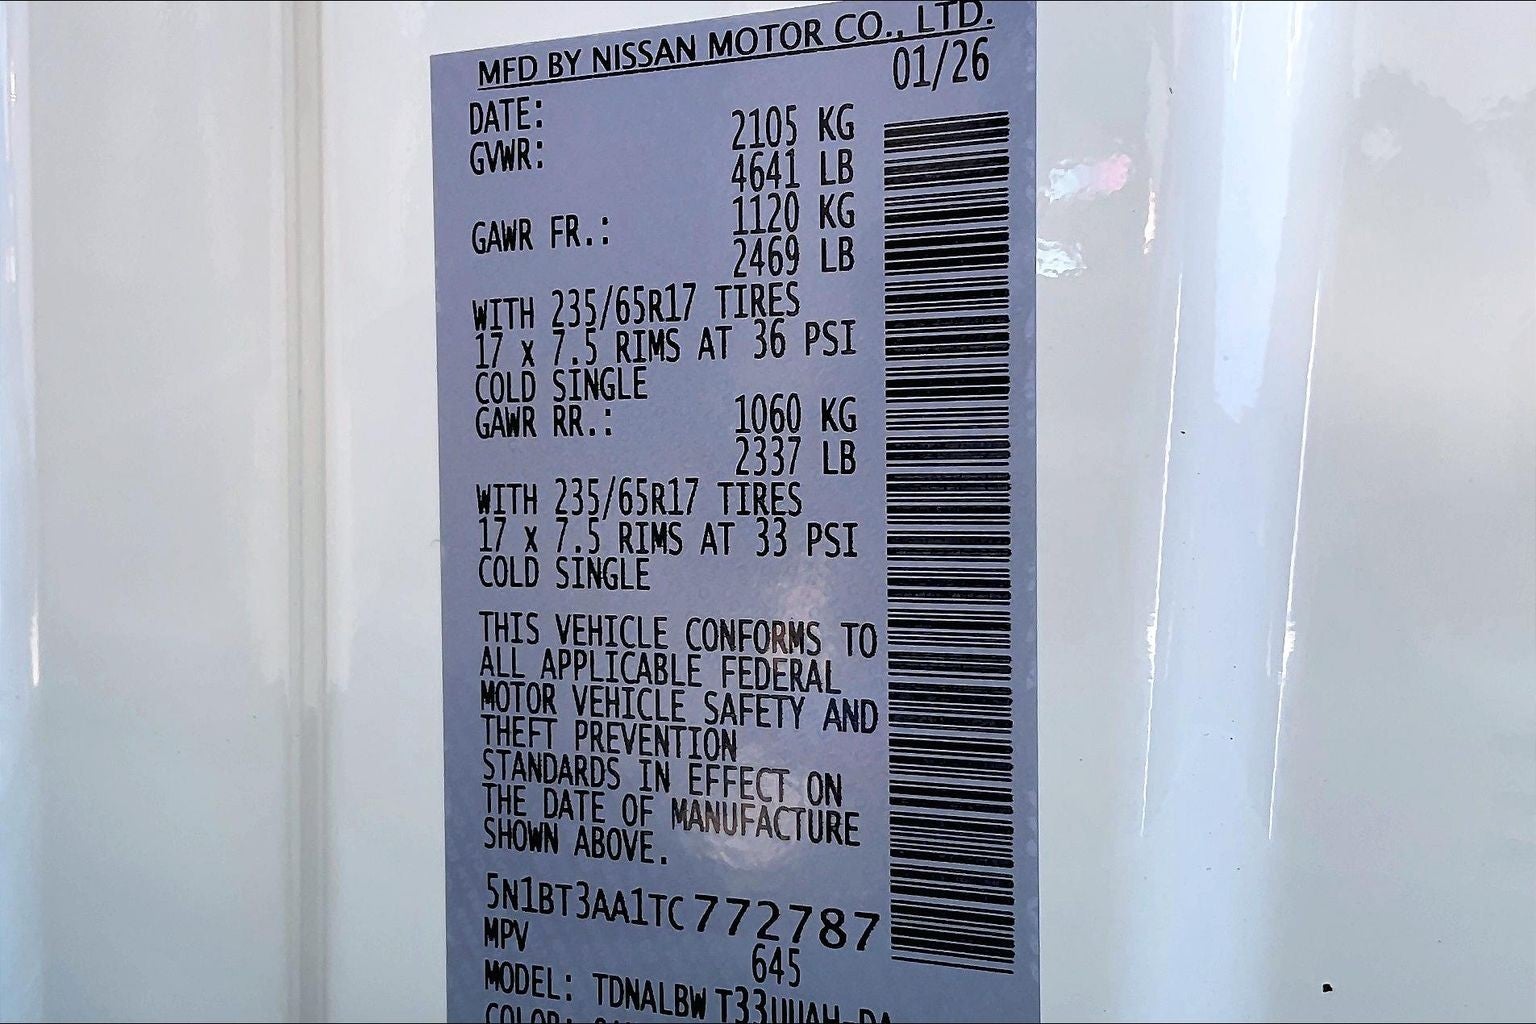 MFD BY NISSAN MOTOR CO., LTD.
DATE: 01/26
GVWR: 2105 KG
4641 LB
GAWR FR.: 1120 KG
2469 LB
WITH 235/65R17 TIRES
17 x 7.5 RIMS AT 36 PSI
COLD SINGLE
GAWR RR.: 1060 KG
2337 LB
WITH 235/65R17 TIRES
17 x 7.5 RIMS AT 33 PSI
COLD SINGLE
THIS VEHICLE CONFORMS TO
ALL APPLICABLE FEDERAL
MOTOR VEHICLE SAFETY AND
THEFT PREVENTION
STANDARDS IN EFFECT ON
THE DATE OF MANUFACTURE
SHOWN ABOVE.
5N1BT3AA1TC772787
MPV 645
MODEL: TDNALBWT33UUAH-DA
COLOR: